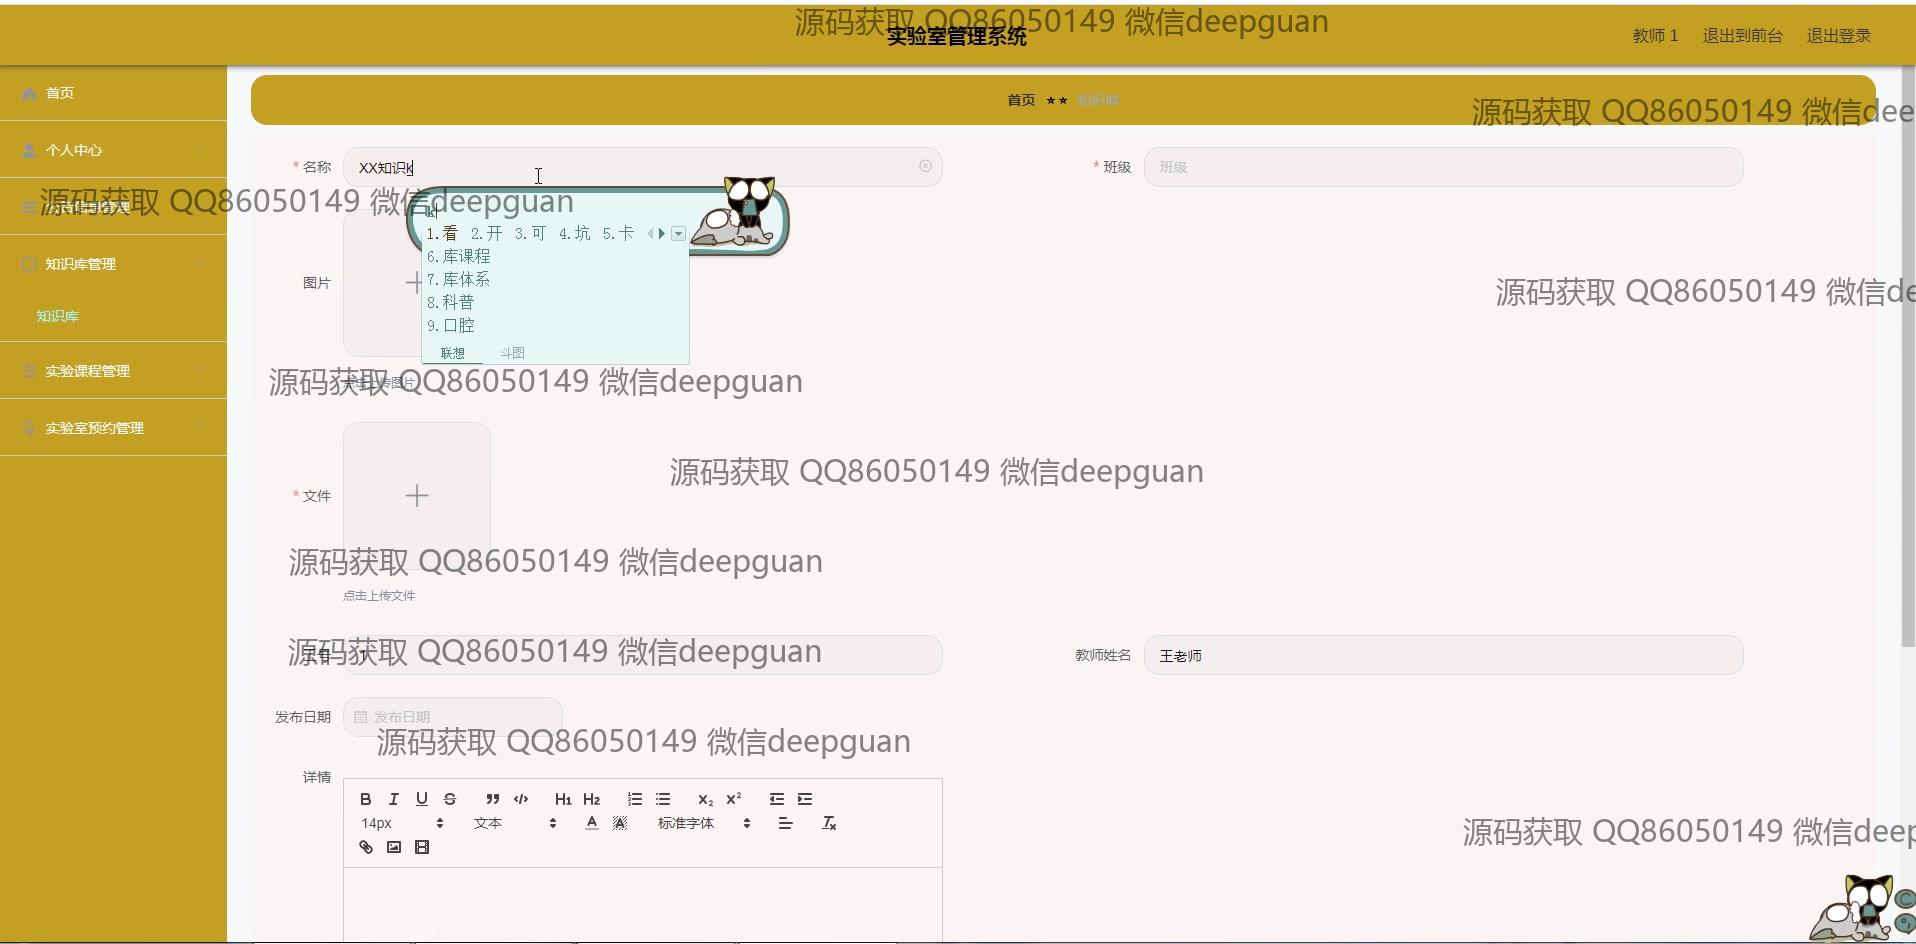 源码获取 QQ86050149 微信deepguan
实验室管理系统
教师 1 退出到前台 退出登录
首页
个人中心
源码获取 QQ86050149 微信deepguan
知识库管理
知识库
实验课程管理
实验室预约管理
首页 ★★ 知识库
源码获取 QQ86050149 微信dee
* 名称 XX知识k
* 班级 班级
k
1.看 2.开 3.可 4.坑 5.卡
6.库课程
7.库体系
8.科普
9.口腔
联想 斗图
图片
源码获取 QQ86050149 微信de
点击上传图片
源码获取 QQ86050149 微信deepguan
源码获取 QQ86050149 微信deepguan
* 文件
源码获取 QQ86050149 微信deepguan
点击上传文件
源码获取 QQ86050149 微信deepguan
教师姓名 王老师
发布日期 发布日期
源码获取 QQ86050149 微信deepguan
详情
B I U S H1 H2 X2 X2
14px 文本 A A 标准字体 Tx
源码获取 QQ86050149 微信deep